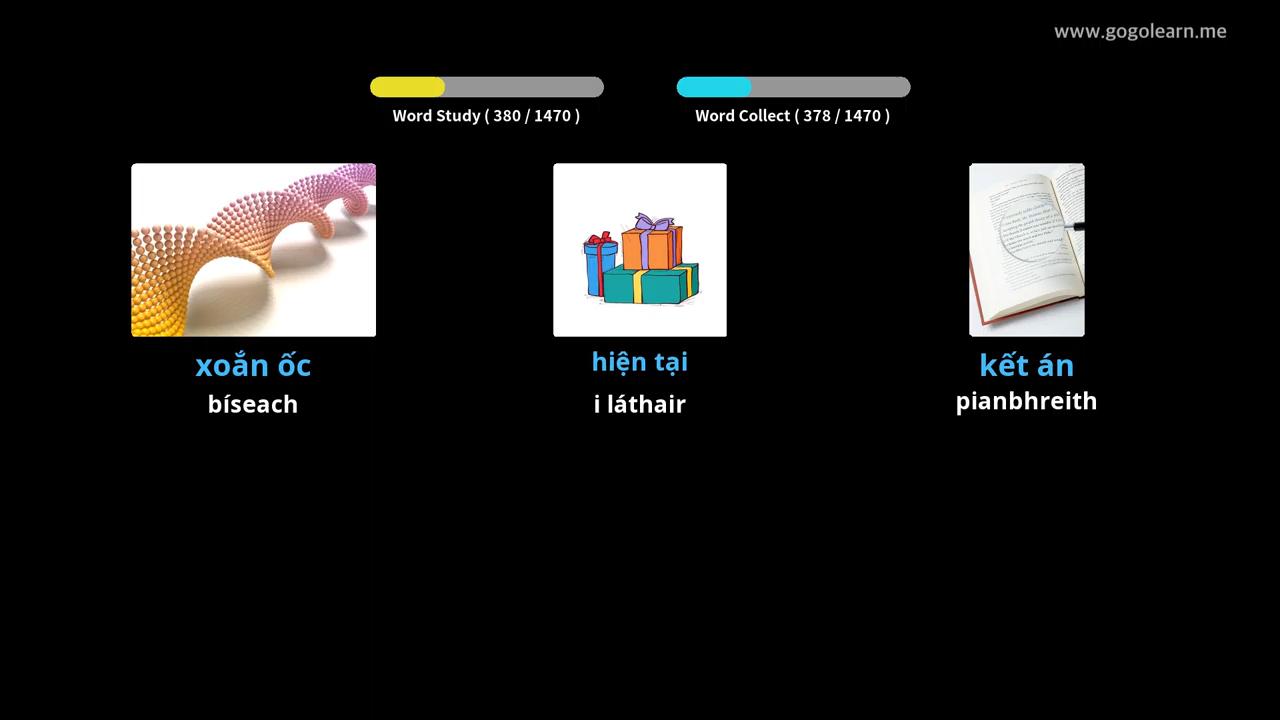 www.gogolearn.me
Word Study ( 380 / 1470 )
Word Collect ( 378 / 1470 )
xoắn ốc
bíseach
hiện tại
i láthair
kết án
pianbhreith